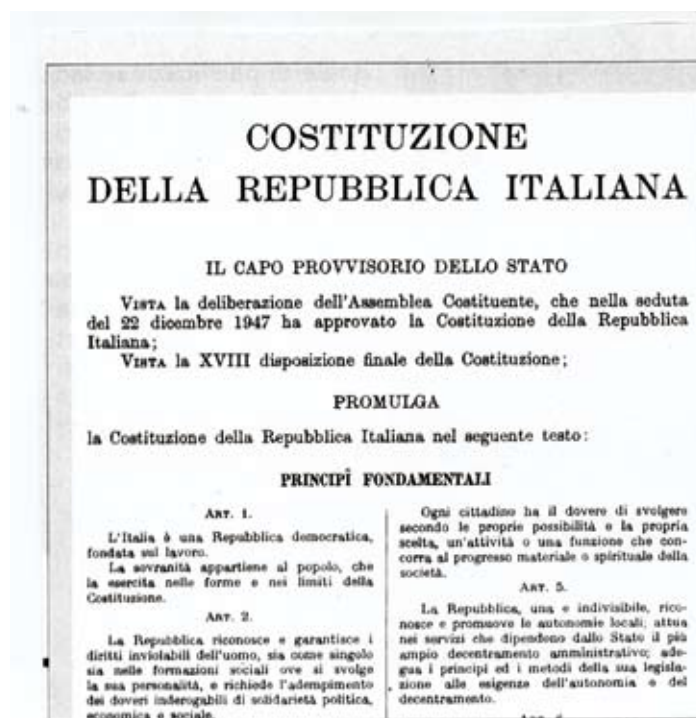 COSTITUZIONE
DELLA REPUBBLICA ITALIANA
IL CAPO PROVVISORIO DELLO STATO
VISTA la deliberazione dell'Assemblea Costituente, che nella seduta
del 22 dicembre 1947 ha approvato la Costituzione della Repubblica
Italiana;
VISTA la XVIII disposizione finale della Costituzione;
PROMULGA
la Costituzione della Repubblica Italiana nel seguente testo:
PRINCIPÎ FONDAMENTALI
ART. 1.
L'Italia è una Repubblica democratica,
fondata sul lavoro.
La sovranità appartiene al popolo, che
la esercita nelle forme e nei limiti della
Costituzione.
ART. 2.
La Repubblica riconosce e garantisce i
diritti inviolabili dell'uomo, sia come singolo
sia nelle formazioni sociali ove si svolge
la sua personalità, e richiede l'adempimento
dei doveri inderogabili di solidarietà politica,
economica e sociale.
Ogni cittadino ha il dovere di svolgere
secondo le proprie possibilità e la propria
scelta, un'attività o una funzione che con-
corra al progresso materiale o spirituale della
società.
ART. 5.
La Repubblica, una e indivisibile, rico-
nosce e promuove le autonomie locali; attua
nei servizi che dipendono dallo Stato il più
ampio decentramento amministrativo; ade-
gua i principi ed i metodi della sua legisla-
zione alle esigenze dell'autonomia e del
decentramento.